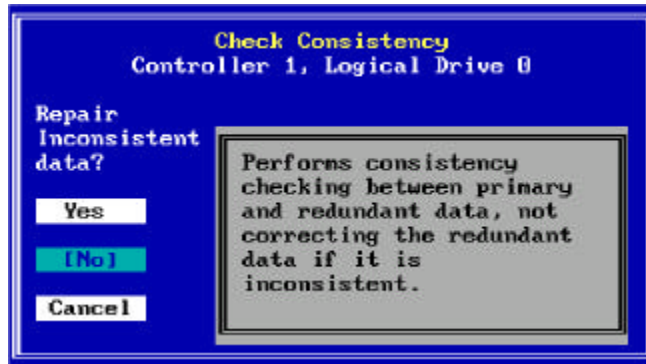 Check Consistency
Controller 1, Logical Drive 0
Repair
Inconsistent
data?
Yes
[No]
Cancel
Performs consistency
checking between primary
and redundant data, not
correcting the redundant
data if it is
inconsistent.